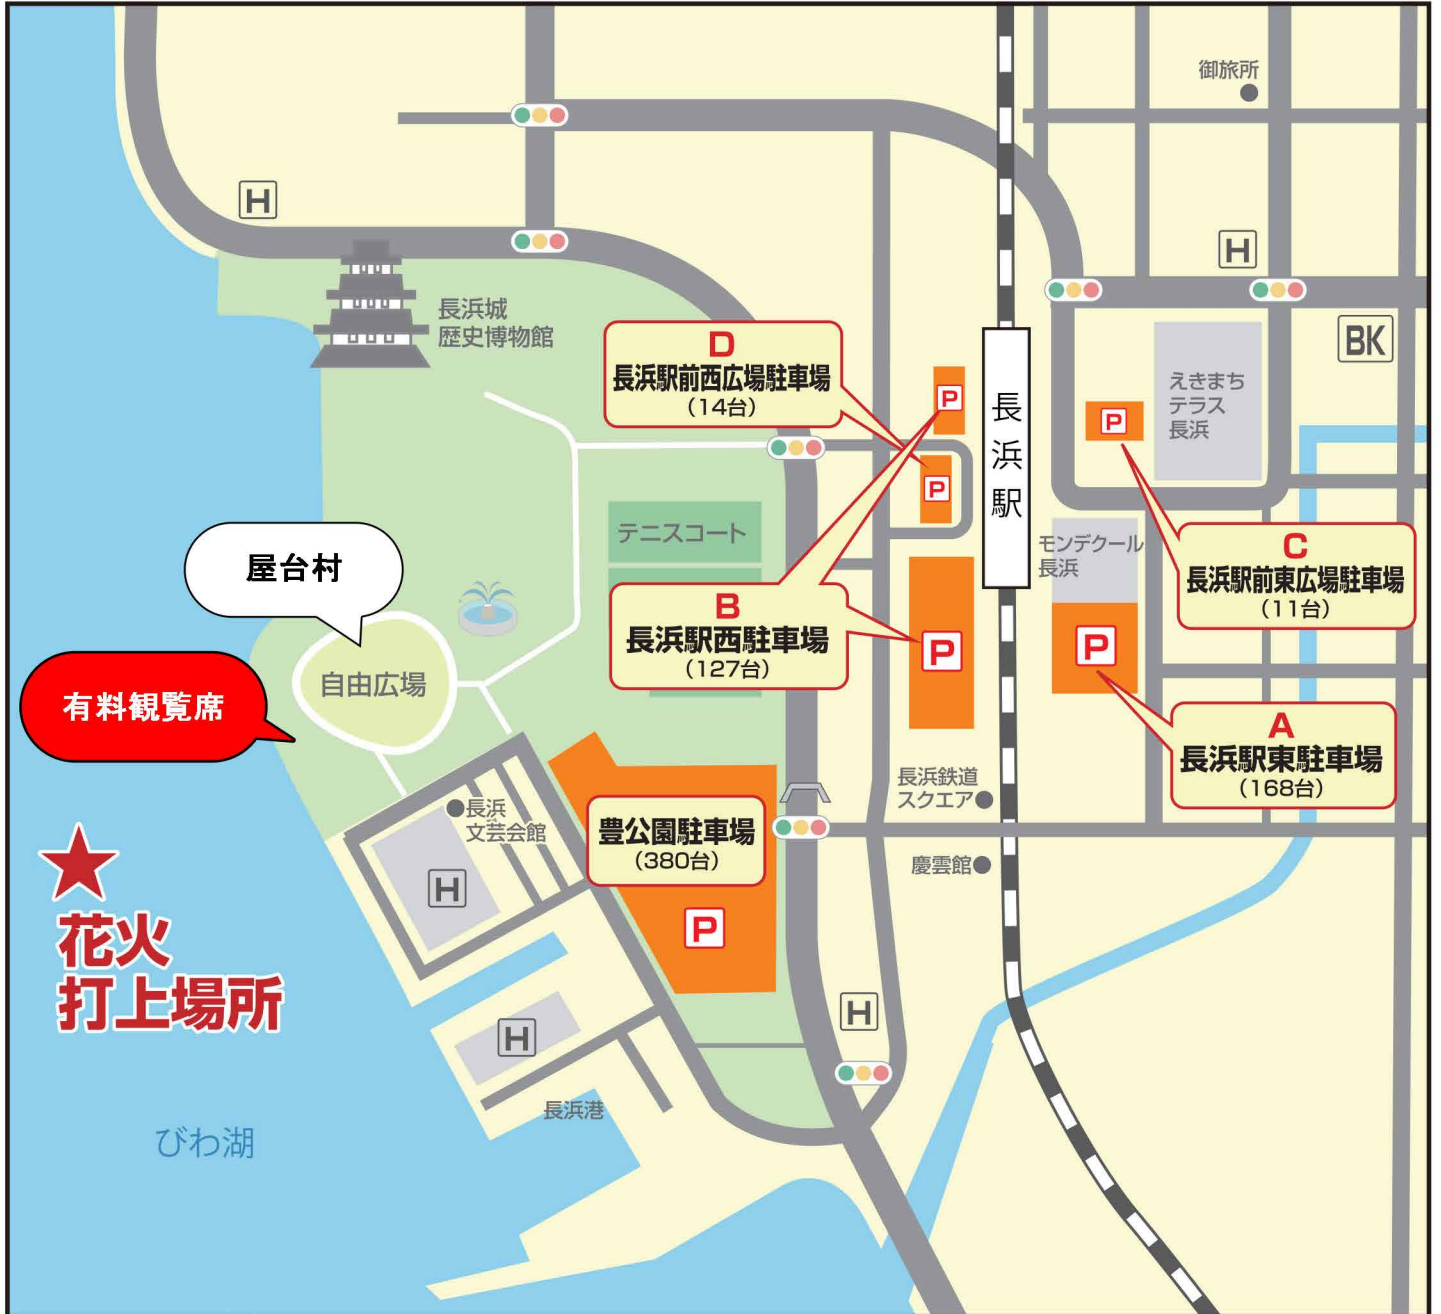 御旅所
H
H
長浜城
歴史博物館
BK
D
長浜駅前西広場駐車場
(14台)
えきまち
テラス
長浜
P
P
長浜駅
P
テニスコート
モンデクール
長浜
C
長浜駅前東広場駐車場
(11台)
屋台村
B
長浜駅西駐車場
(127台)
P
P
自由広場
有料観覧席
A
長浜駅東駐車場
(168台)
長浜鉄道
スクエア
長浜
文芸会館
豊公園駐車場
(380台)
慶雲館
H
P
花火
打上場所
H
H
長浜港
びわ湖